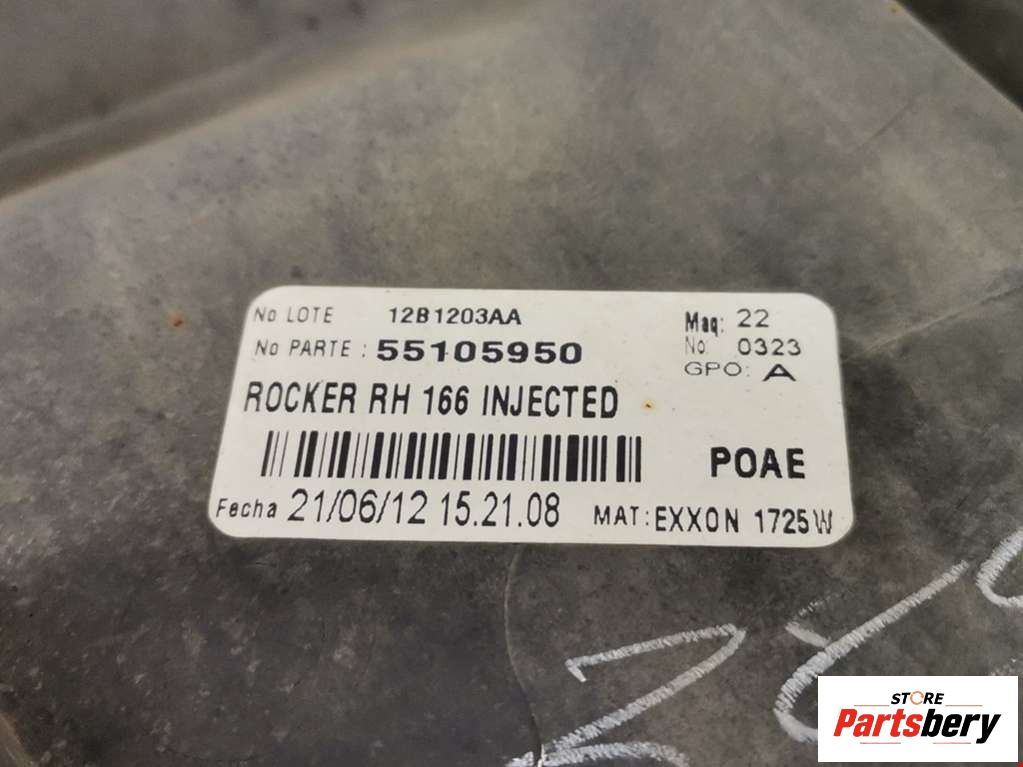 No LOTE 12B1203AA Maq: 22
No PARTE : 55105950 No: 0323
GPO: A
ROCKER RH 166 INJECTED
POAE
Fecha 21/06/12 15.21.08 MAT: EXXON 1725W
STORE
Partsbery